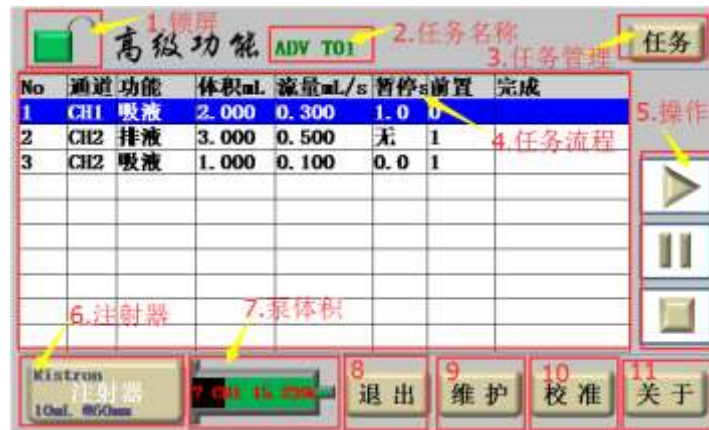 1.锁屏
高级功能 ADV T01
2.任务名称
3.任务管理
任务
No 通道 功能 体积mL 流量mL/s 暂停s 前置 完成
1 CH1 吸液 2.000 0.300 1.0 0
2 CH2 排液 3.000 0.500 无 1
3 CH2 吸液 1.000 0.100 0.0 1
4.任务流程
5.操作
6.注射器
7.泵体积
Kistron
注射器
10mL Φ60mm
CH1
8 退出
9 维护
10 校准
11 关于